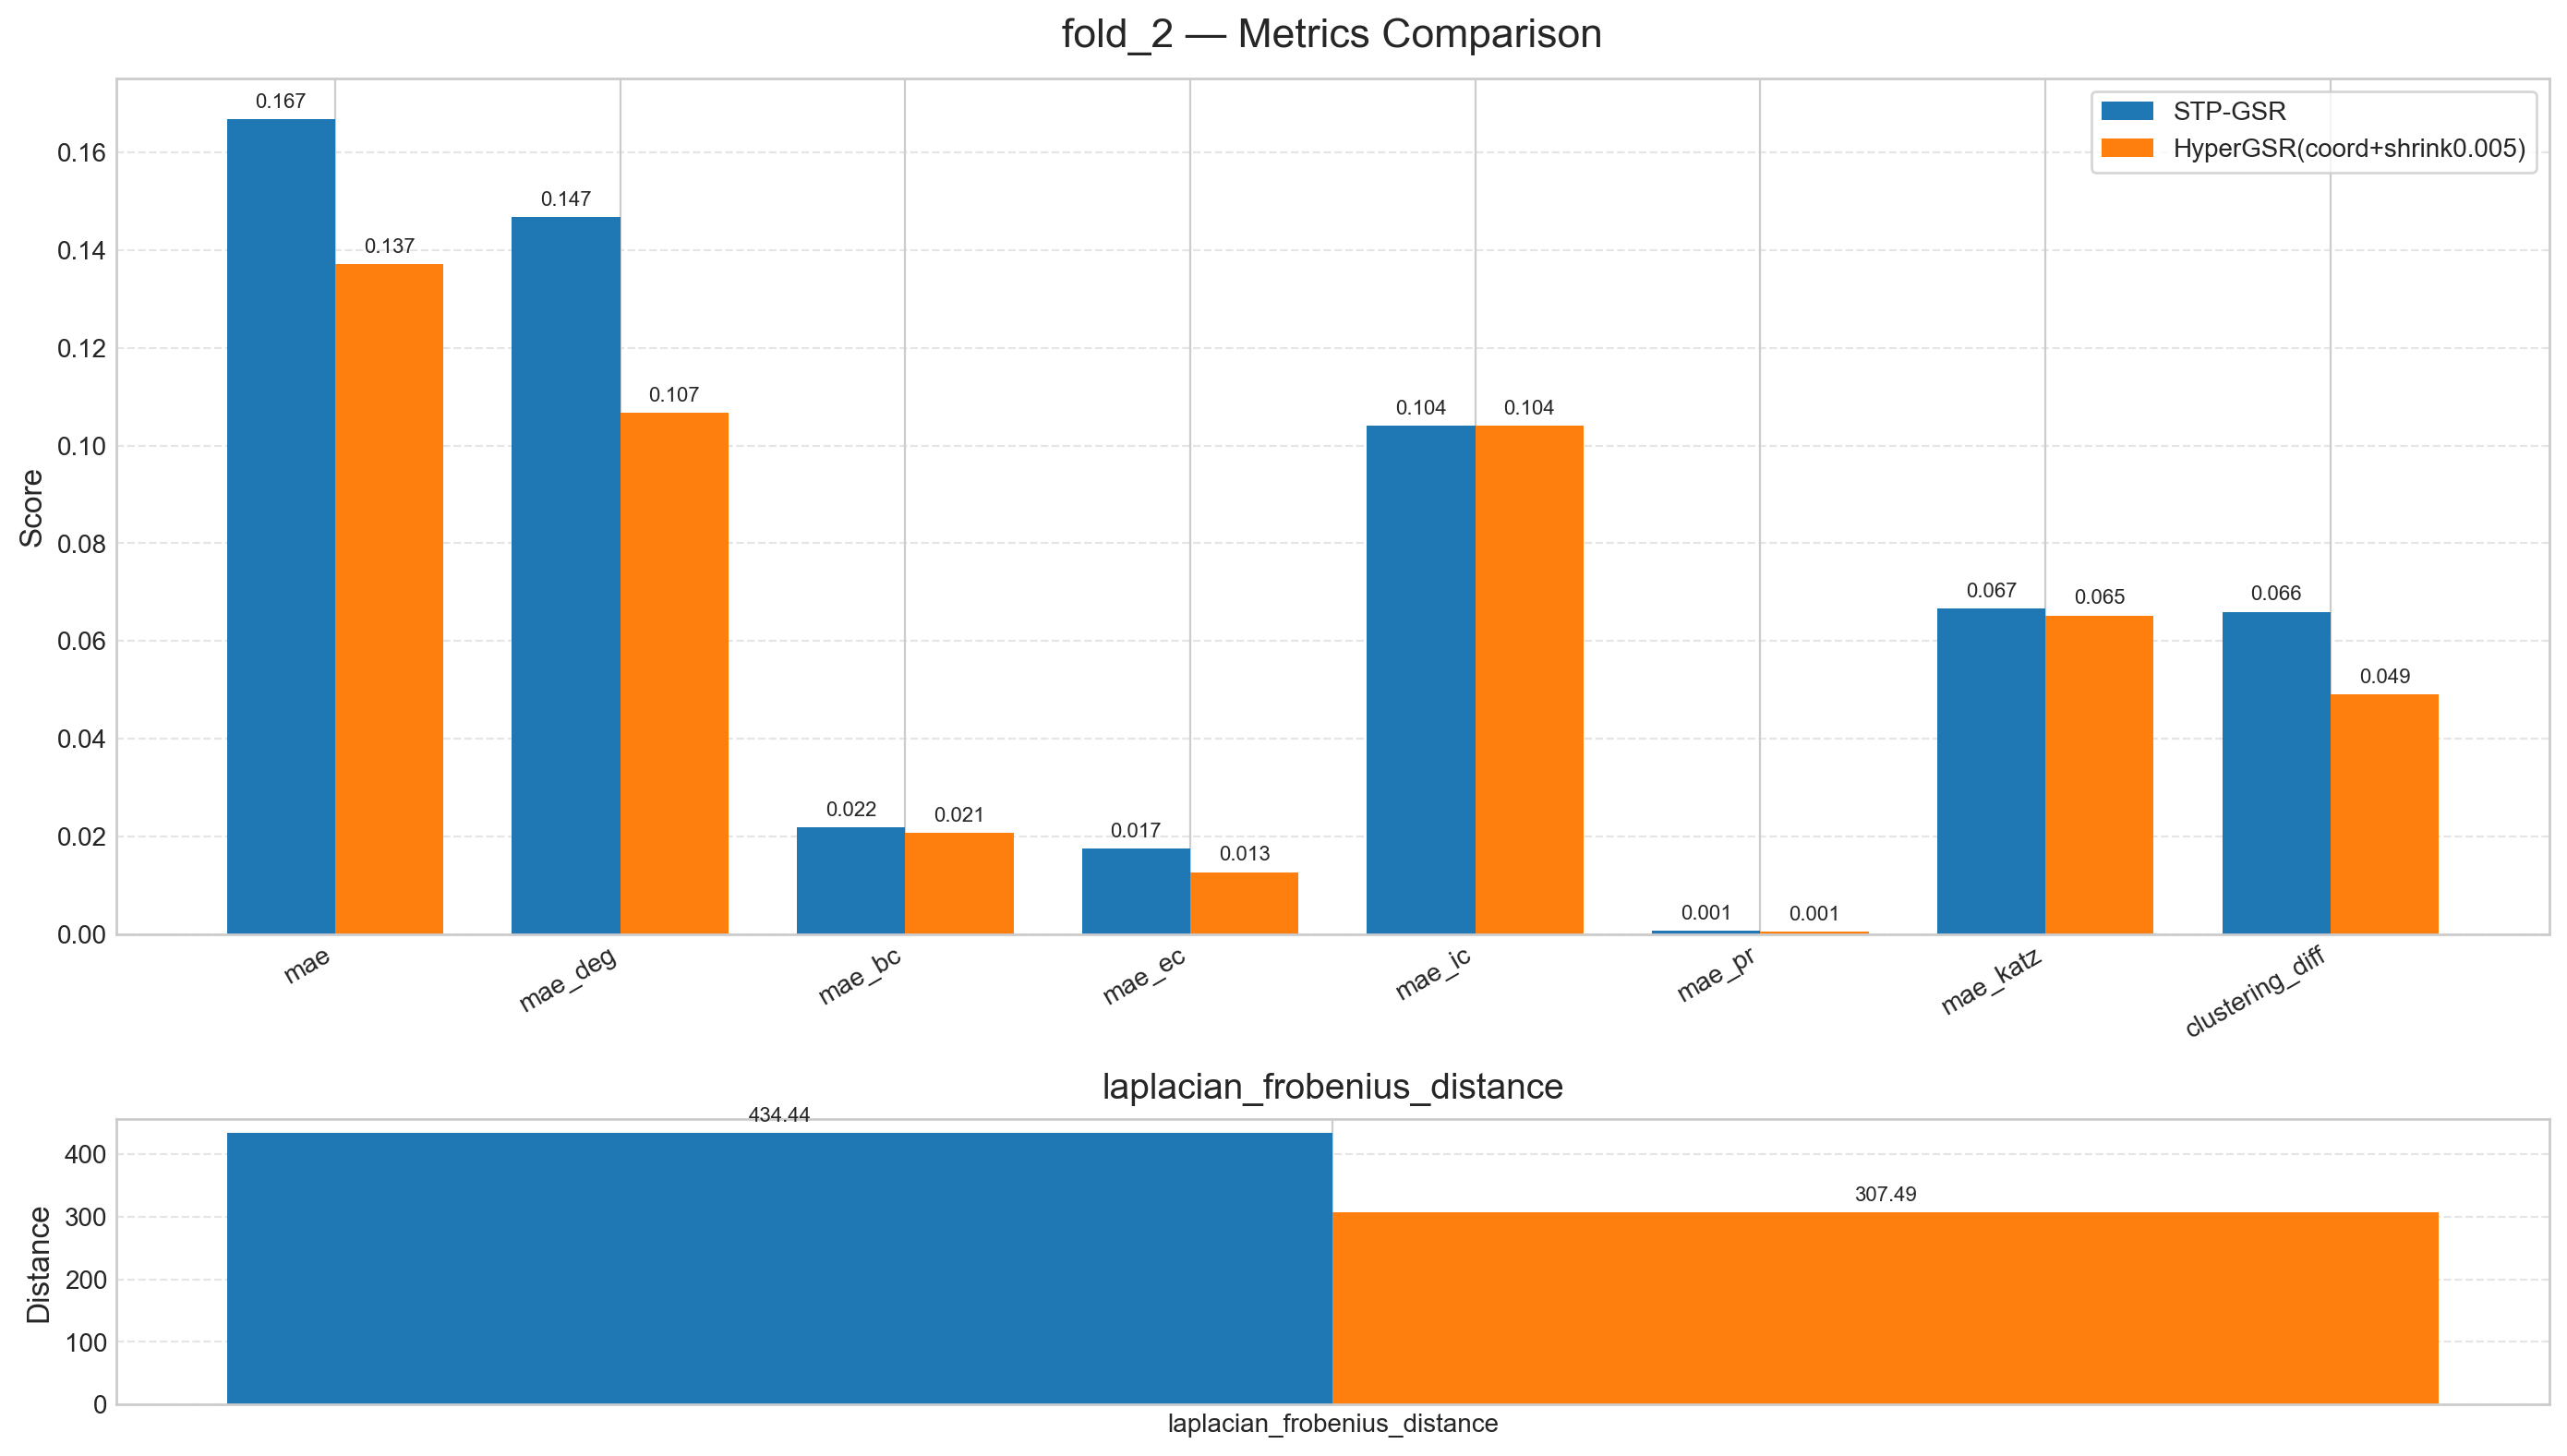 fold_2 — Metrics Comparison
STP-GSR
HyperGSR(coord+shrink0.005)
Score
0.16
0.14
0.12
0.10
0.08
0.06
0.04
0.02
0.00
0.167
0.137
0.147
0.107
0.022
0.021
0.017
0.013
0.104
0.104
0.001
0.001
0.067
0.065
0.066
0.049
mae
mae_deg
mae_bc
mae_ec
mae_ic
mae_pr
mae_katz
clustering_diff
laplacian_frobenius_distance
Distance
400
300
200
100
0
434.44
307.49
laplacian_frobenius_distance